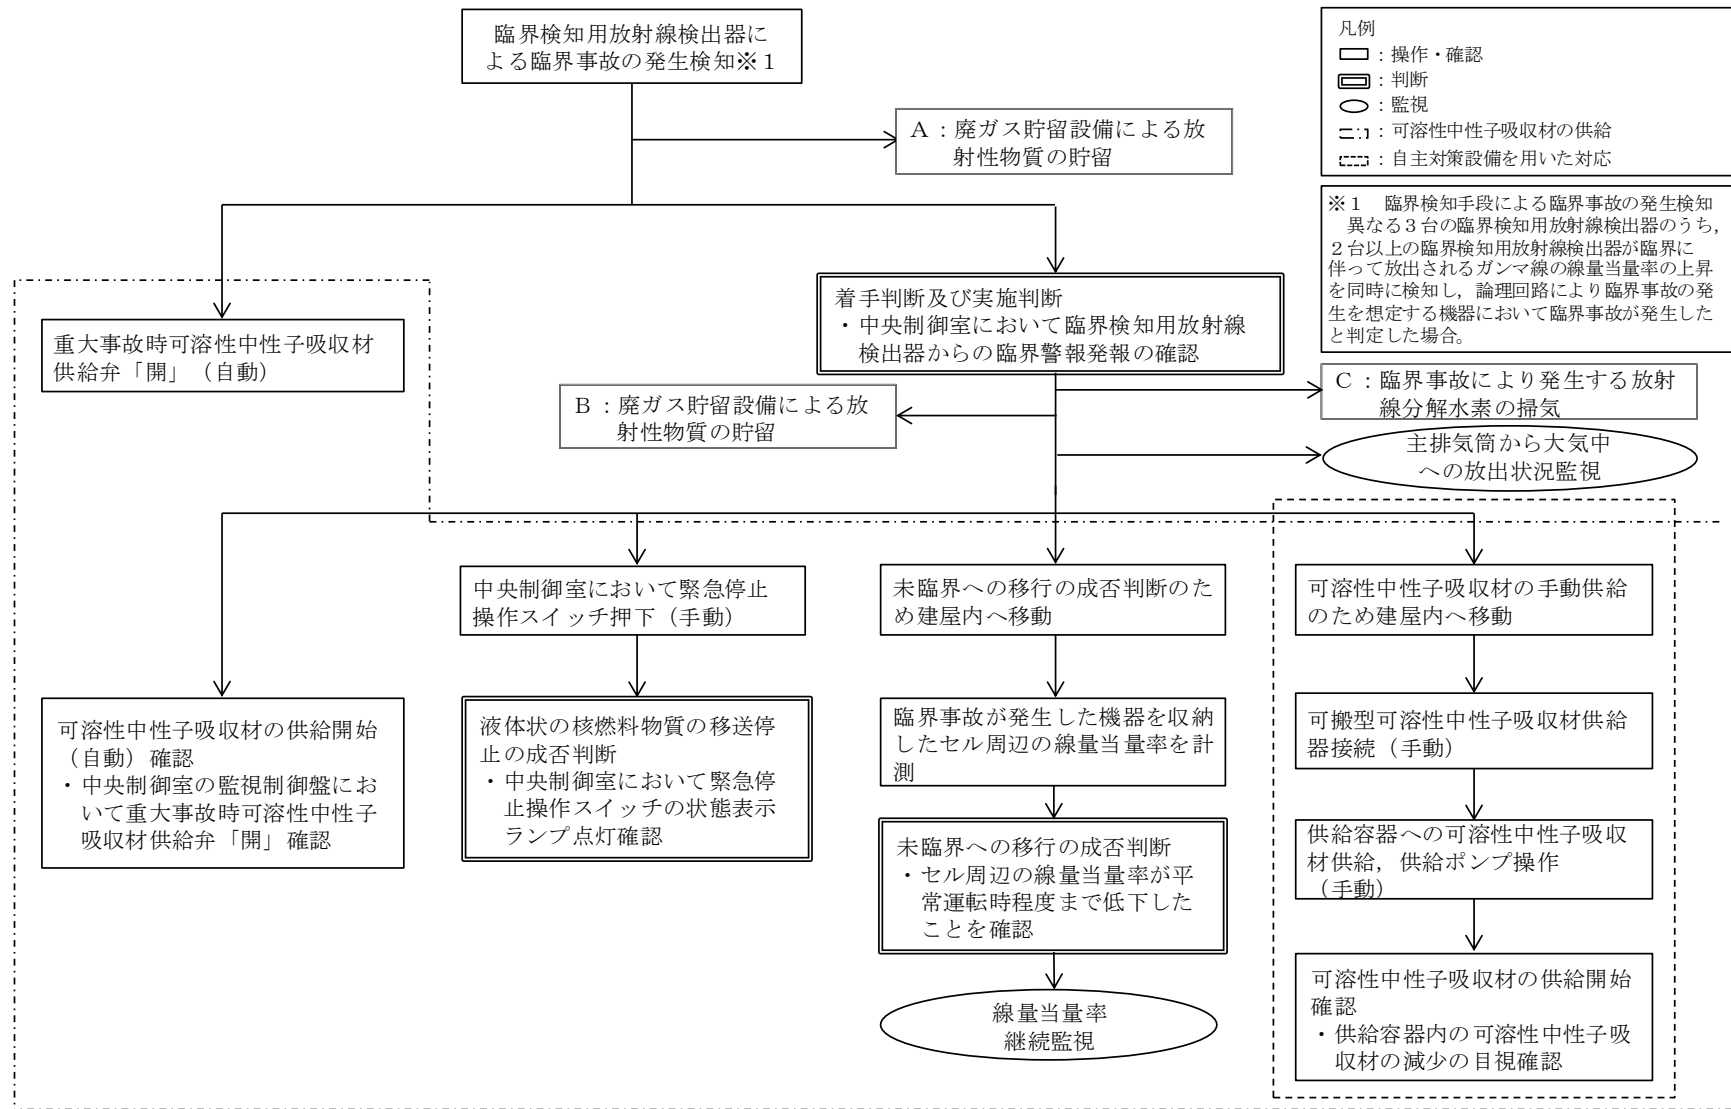 臨界検知用放射線検出器に
よる臨界事故の発生検知※１
凡例
：操作・確認
：判断
：監視
：可溶性中性子吸収材の供給
：自主対策設備を用いた対応
Ａ：廃ガス貯留設備による放
射性物質の貯留
※１　臨界検知手段による臨界事故の発生検知
異なる３台の臨界検知用放射線検出器のうち，
２台以上の臨界検知用放射線検出器が臨界に
伴って放出されるガンマ線の線量当量率の上昇
を同時に検知し，論理回路により臨界事故の発
生を想定する機器において臨界事故が発生した
と判定した場合。
着手判断及び実施判断
・中央制御室において臨界検知用放射線
検出器からの臨界警報発報の確認
重大事故時可溶性中性子吸収材
供給弁「開」（自動）
Ｂ：廃ガス貯留設備による放
射性物質の貯留
Ｃ：臨界事故により発生する放射
線分解水素の掃気
主排気筒から大気中
への放出状況監視
中央制御室において緊急停止
操作スイッチ押下（手動）
未臨界への移行の成否判断のた
め建屋内へ移動
可溶性中性子吸収材の手動供給
のため建屋内へ移動
可溶性中性子吸収材の供給開始
（自動）確認
・中央制御室の監視制御盤にお
いて重大事故時可溶性中性子
吸収材供給弁「開」確認
液体状の核燃料物質の移送停
止の成否判断
・中央制御室において緊急停
止操作スイッチの状態表示
ランプ点灯確認
臨界事故が発生した機器を収納
したセル周辺の線量当量率を計
測
可搬型可溶性中性子吸収材供給
器接続（手動）
未臨界への移行の成否判断
・セル周辺の線量当量率が平
常運転時程度まで低下した
ことを確認
供給容器への可溶性中性子吸収
材供給，供給ポンプ操作
（手動）
線量当量率
継続監視
可溶性中性子吸収材の供給開始
確認
・供給容器内の可溶性中性子吸
収材の減少の目視確認